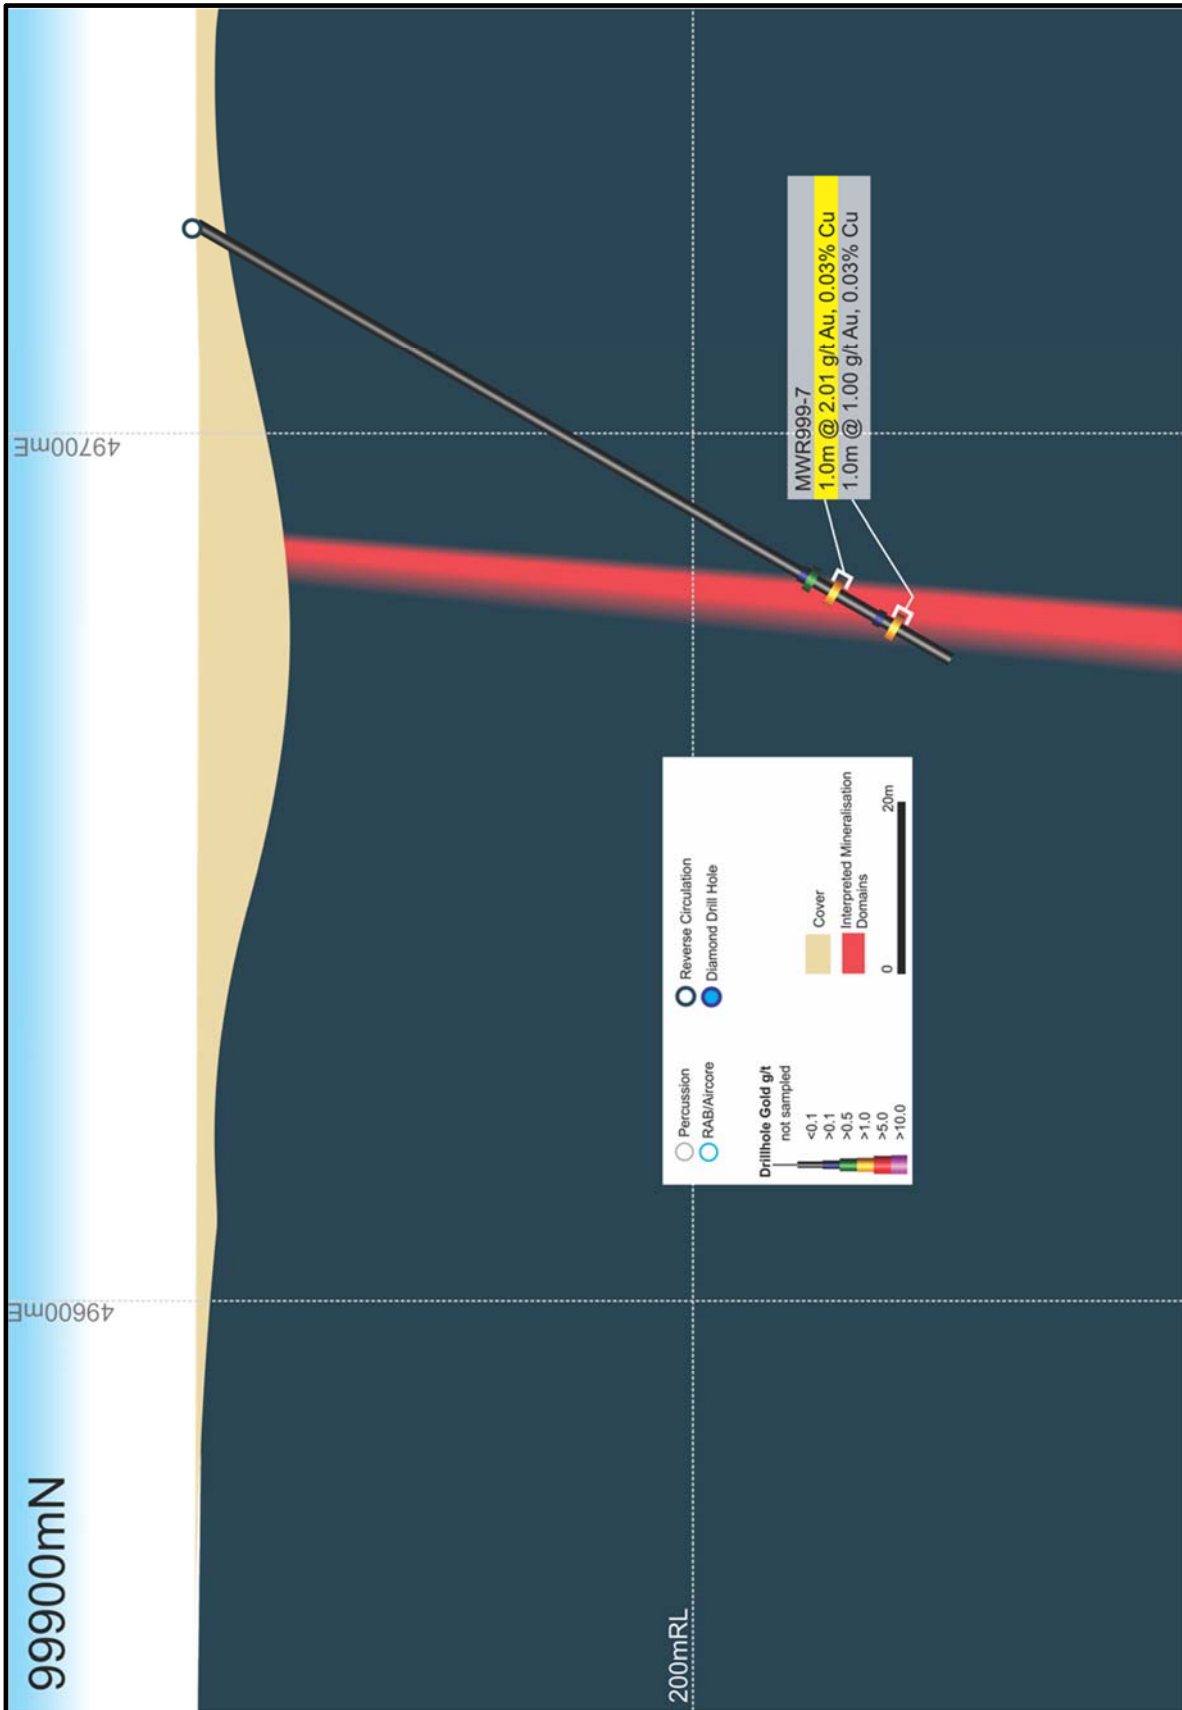 99900mN
49600mE
49700mE
200mRL
MWR999-7
1.0m @ 2.01 g/t Au, 0.03% Cu
1.0m @ 1.00 g/t Au, 0.03% Cu
Percussion
Reverse Circulation
RAB/Aircore
Diamond Drill Hole
Drillhole Gold g/t
not sampled
<0.1
>0.1
>0.5
>1.0
>5.0
>10.0
Cover
Interpreted Mineralisation
Domains
0
20m